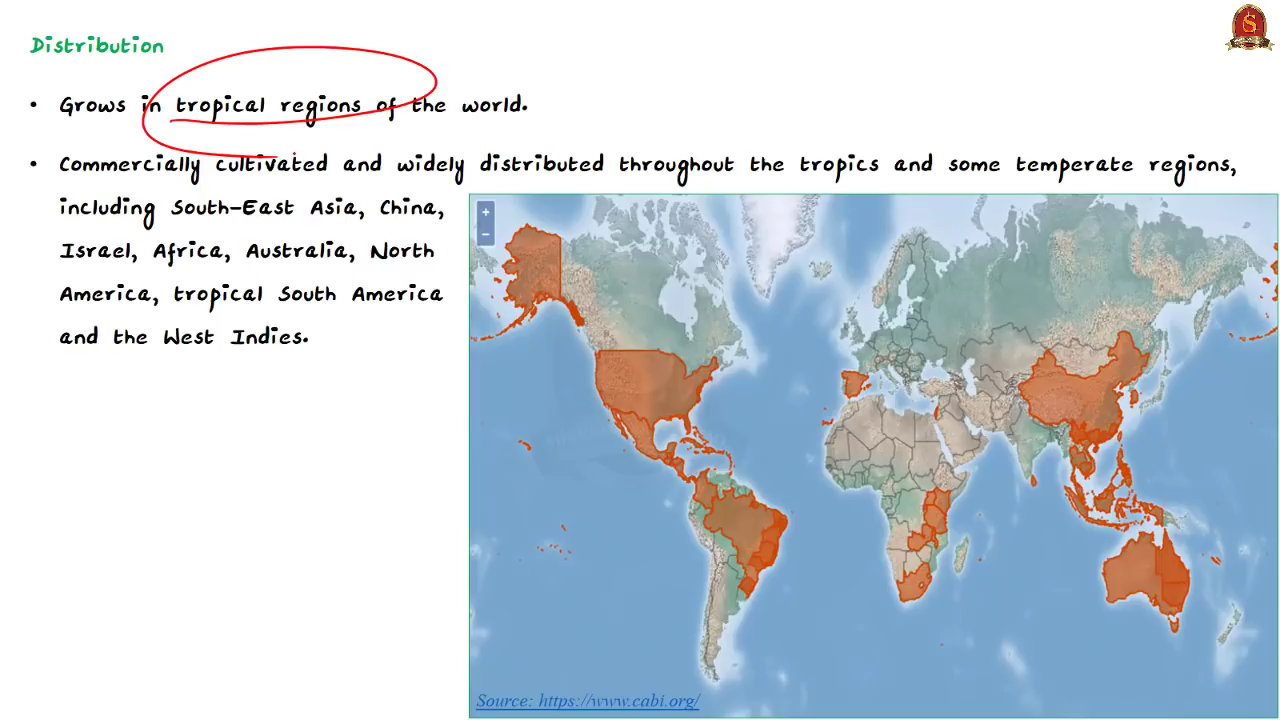 Distribution
• Grows in tropical regions of the world.
• Commercially cultivated and widely distributed throughout the tropics and some temperate regions,
including South-East Asia, China,
Israel, Africa, Australia, North
America, tropical South America
and the West Indies.
S
+
−
Source: https://www.cabi.org/